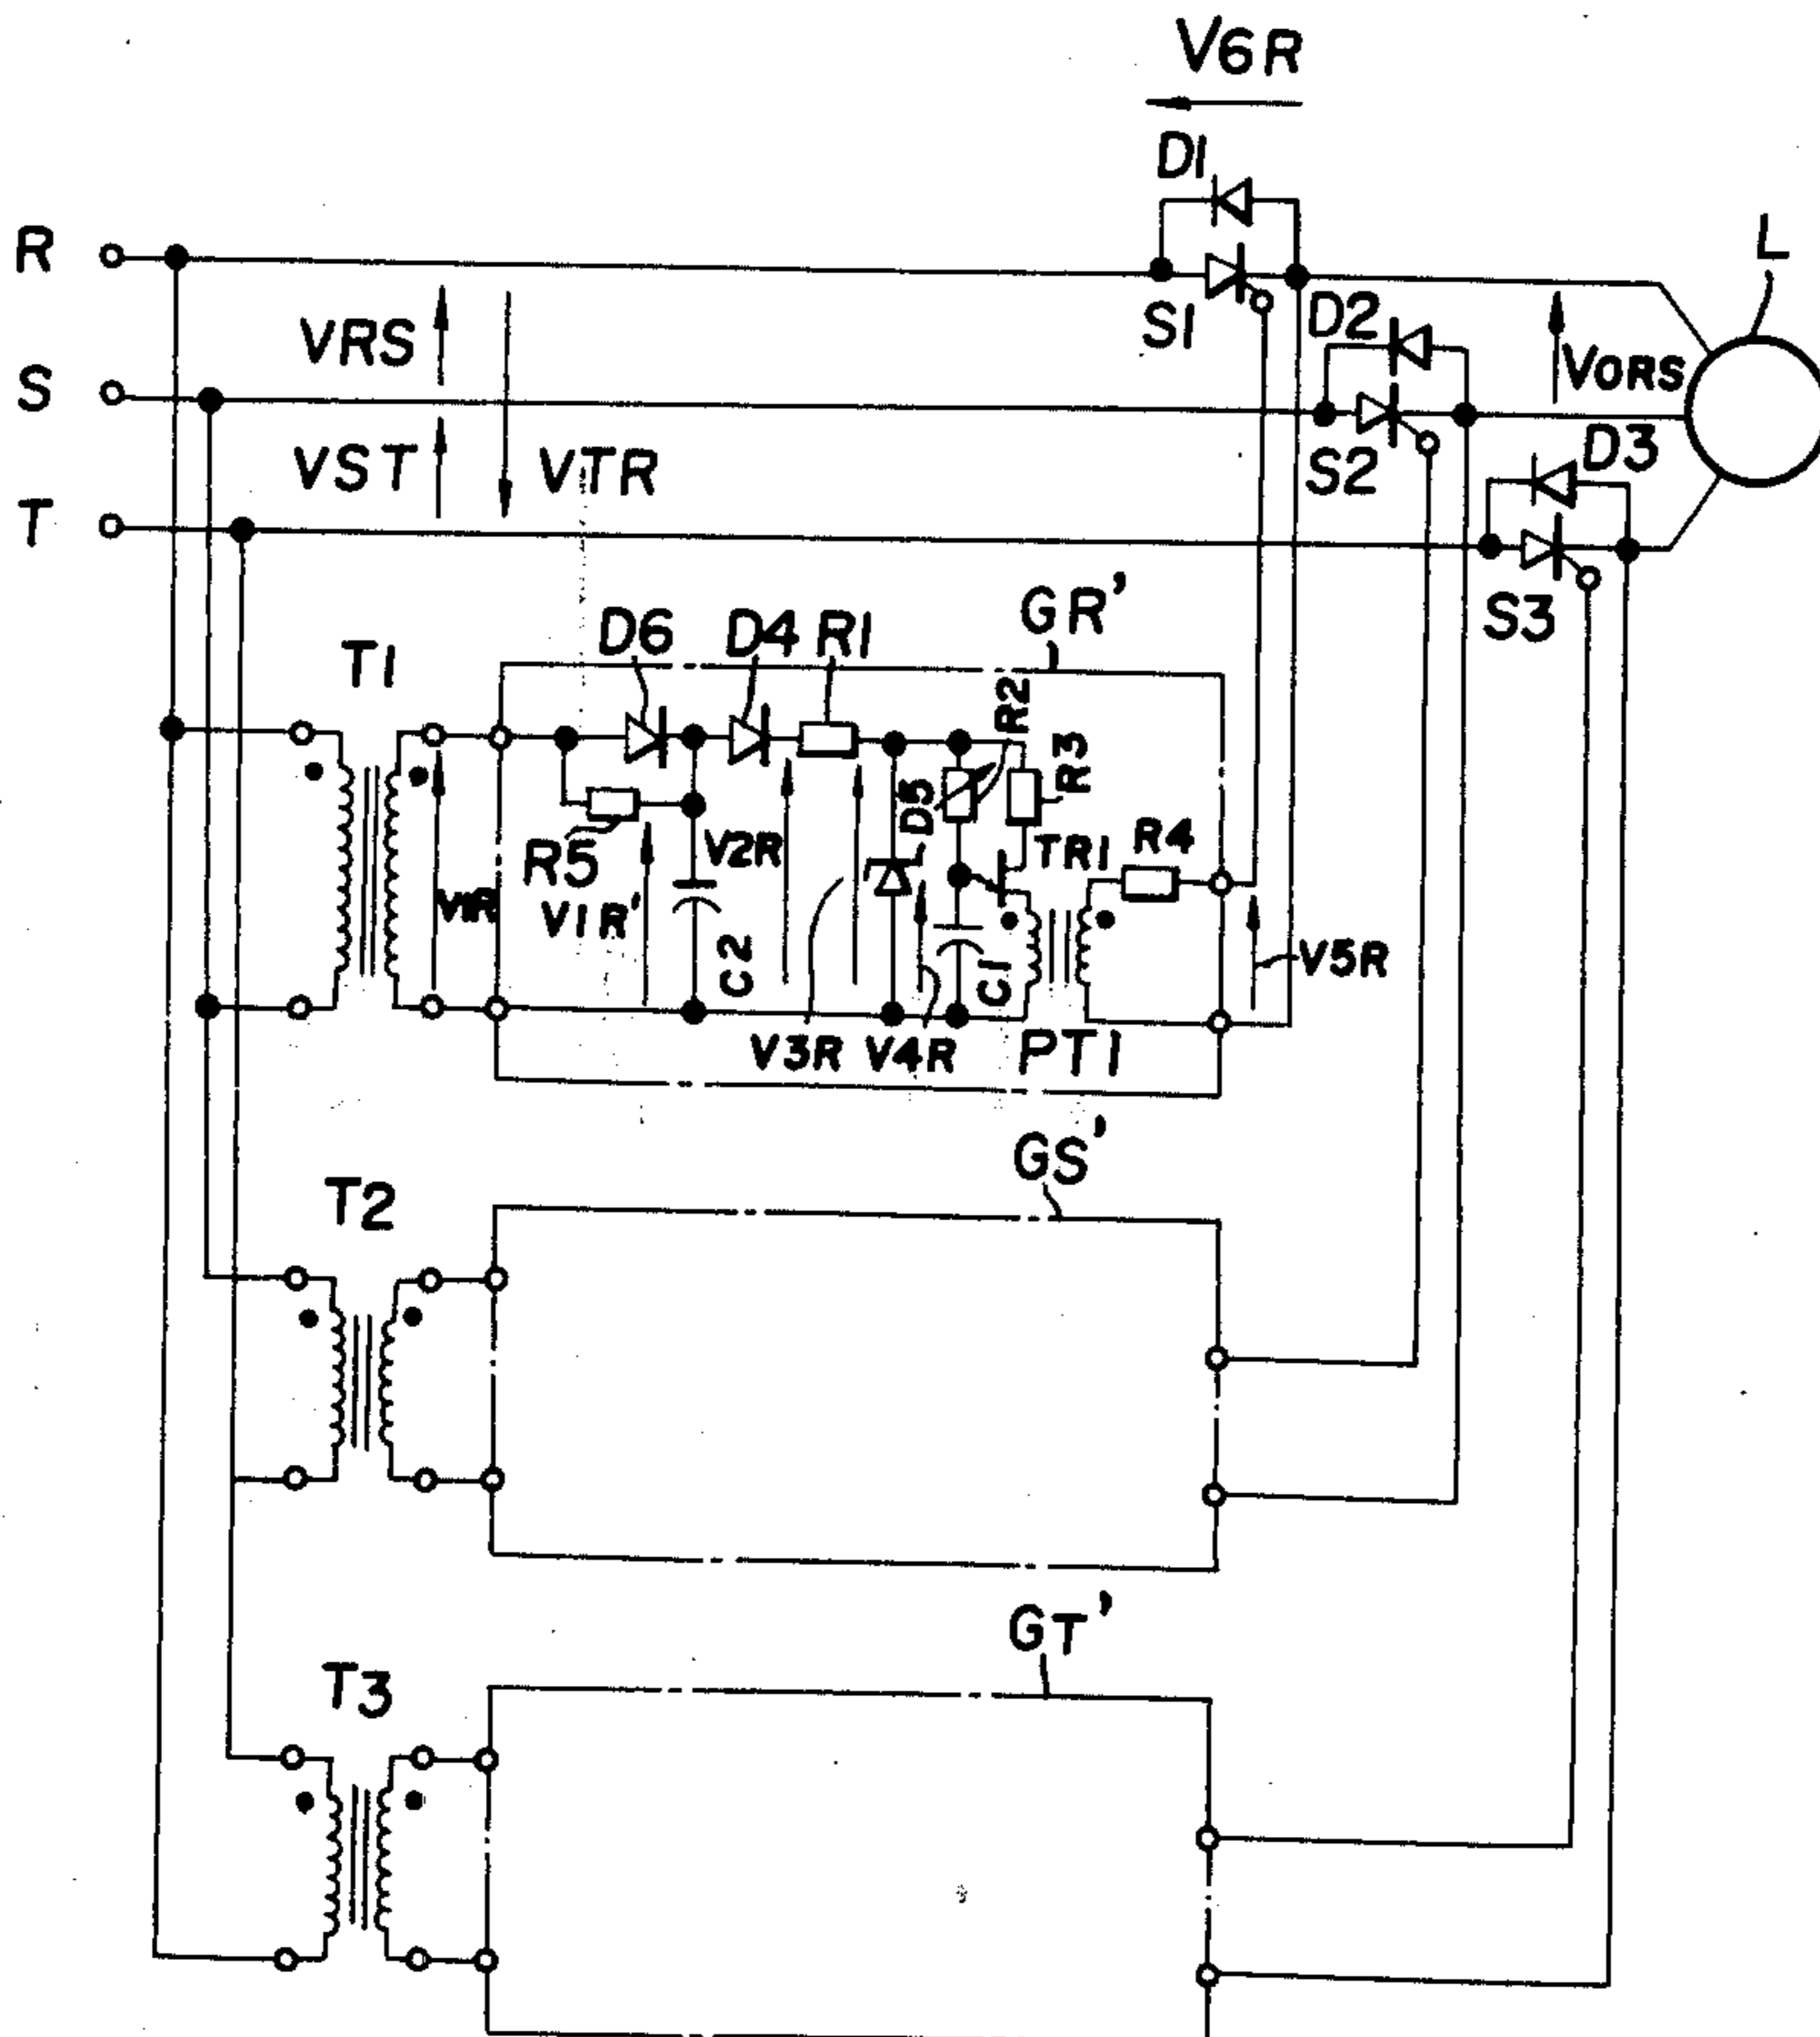 V6R
D1
R
L
S1
D2
VRS
VORS
S
VST
VTR
S2
D3
T
S3
GR'
D6
D4
R1
T1
R2
R3
D5
R5
V2R
TR1
R4
V1R
V1R'
C2
C1
V5R
V3R
V4R
PT1
GS'
T2
GT'
T3